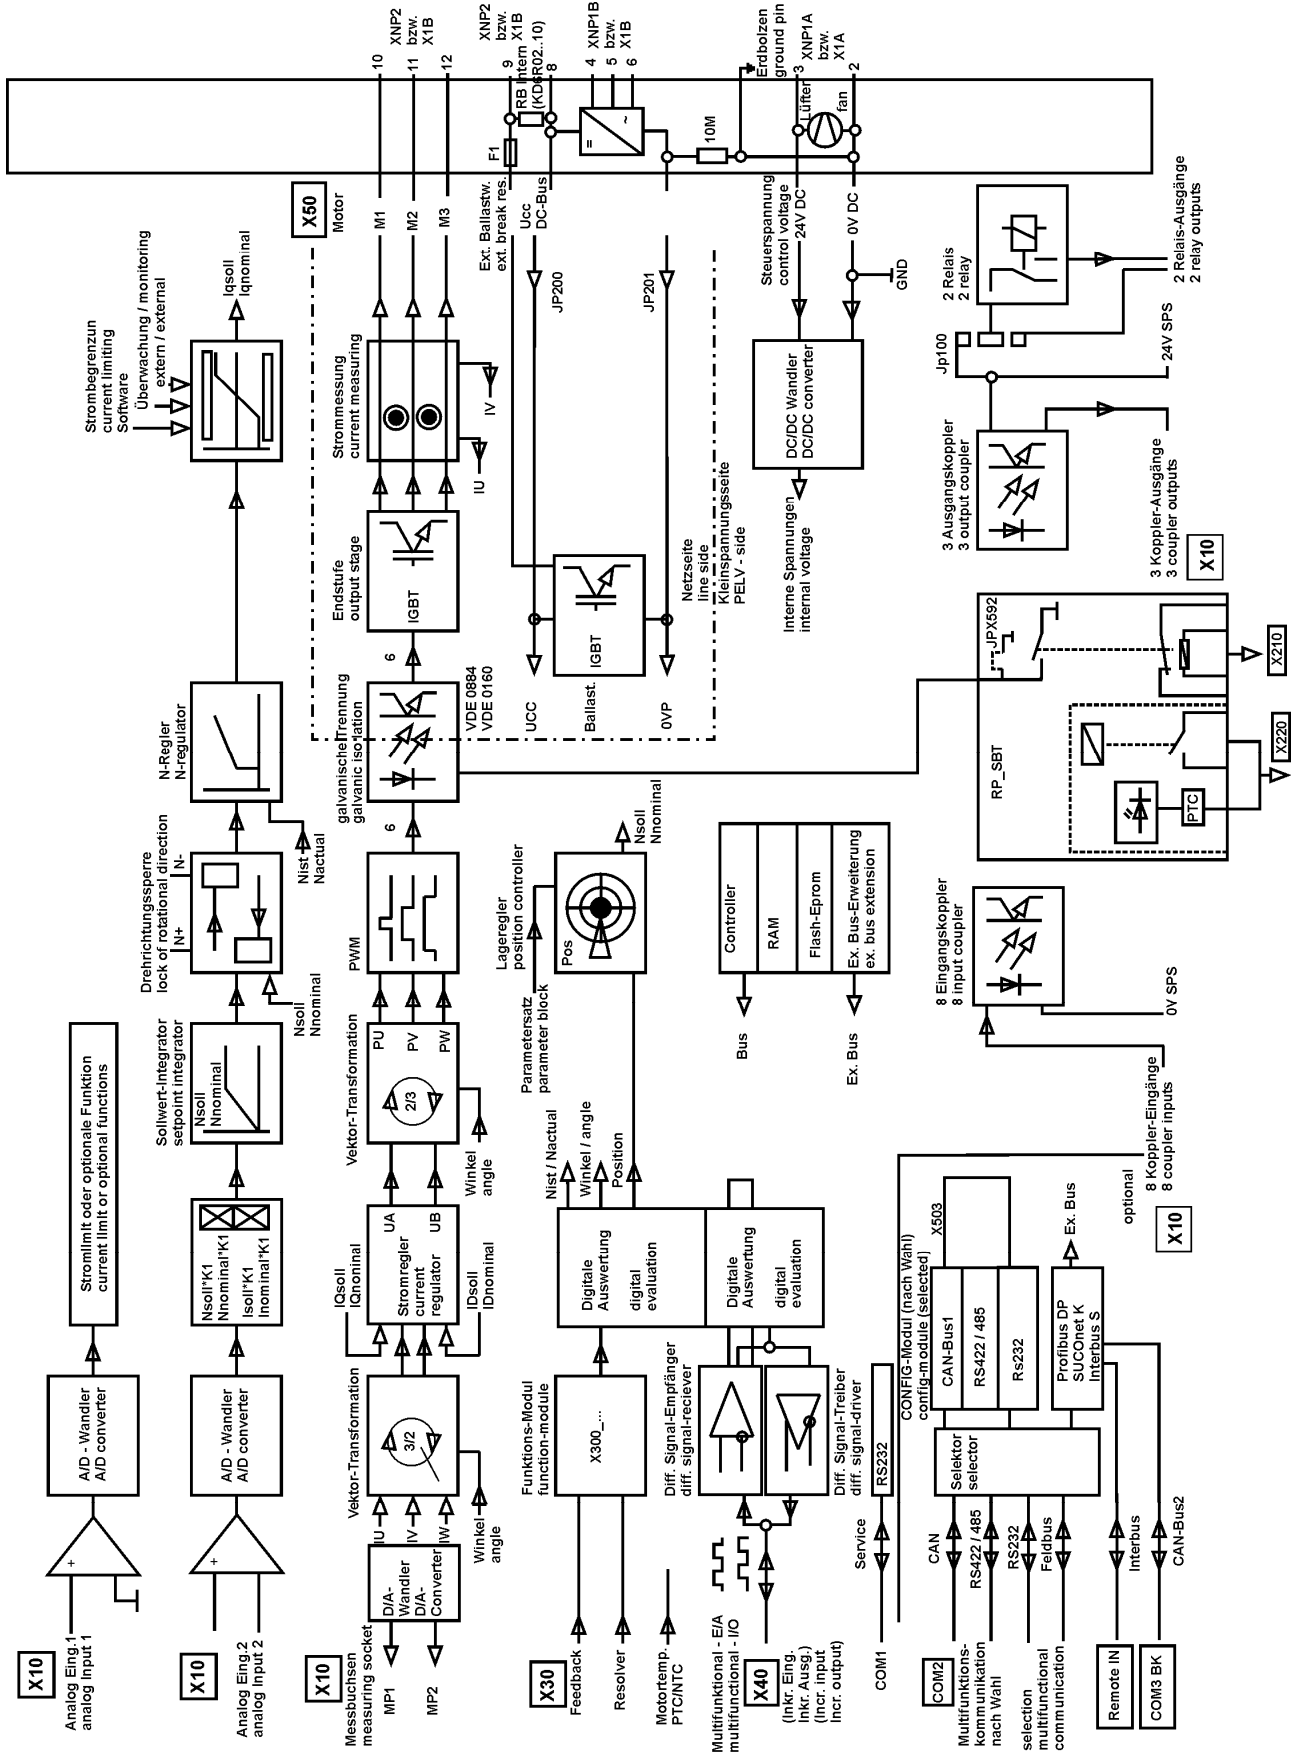 X10
Analog Eing.1
analog Input 1
+
A/D - Wandler
A/D converter
Stromlimit oder optionale Funktion
current limit or optional functions
X10
Analog Eing.2
analog Input 2
+
A/D - Wandler
A/D converter
Nsoll*K1
Nnominal*K1
Isoll*K1
Inominal*K1
Sollwert-Integrator
setpoint integrator
Nsoll
Nnominal
Drehrichtungssperre
lock of rotational direction
N+
N-
Nsoll
Nnominal
N-Regler
N-regulator
Nist
Nactual
Strombegrenzun
current limiting
Software
Überwachung / monitoring
extern / external
Iqsoll
Iqnominal
X10
Messbuchsen
measuring socket
MP1
MP2
D/A-
Wandler
D/A-
Converter
IU
IV
IW
Vektor-Transformation
3/2
Winkel
angle
IQsoll
IQnominal
Stromregler
current
regulator
IDsoll
IDnominal
UA
UB
Vektor-Transformation
2/3
Winkel
angle
PU
PV
PW
PWM
6
galvanische Trennung
galvanic isolation
VDE 0884
VDE 0160
6
Endstufe
output stage
IGBT
Strommessung
current measuring
IU
IV
X50
Motor
M1
M2
M3
10
11
12
XNP2
bzw.
X1B
Ext. Ballastw.
ext. break res.
Ucc
DC-Bus
F1
RB Intern
(KD6R02..10)
9
8
XNP2
bzw.
X1B
=
~
4
5
6
XNP1B
bzw.
X1B
10M
Erdbolzen
ground pin
Lüfter
fan
3
2
XNP1A
bzw.
X1A
JP200
JP201
UCC
Ballast.
IGBT
0VP
Netzseite
line side
Kleinspannungsseite
PELV - side
Steuerspannung
control voltage
24V DC
0V DC
GND
DC/DC Wandler
DC/DC converter
Interne Spannungen
internal voltage
2 Relais
2 relay
2 Relais-Ausgänge
2 relay outputs
Jp100
24V SPS
3 Ausgangskoppler
3 output coupler
3 Koppler-Ausgänge
3 coupler outputs
X10
X30
Feedback
Resolver
Motortemp.
PTC/NTC
Funktions-Modul
function-module
X300_...
Digitale
Auswertung
digital
evaluation
Digitale
Auswertung
digital
evaluation
Nist / Nactual
Winkel / angle
Position
Lageregler
position controller
Pos
Parametersatz
parameter block
Nsoll
Nnominal
Multifunktional - E/A
multifunctional - I/O
X40
(Inkr. Eing.
Inkr. Ausg.)
(Incr. input
Incr. output)
Diff. Signal-Empfänger
diff. signal-reciever
Diff. Signal-Treiber
diff. signal-driver
Controller
RAM
Flash-Eprom
Ex. Bus-Erweiterung
ex. bus extension
Bus
Ex. Bus
RP_SBT
JPX592
PTC
X210
X220
8 Eingangskoppler
8 input coupler
0V SPS
8 Koppler-Eingänge
8 coupler inputs
X10
COM1
Service
RS232
CONFIG-Modul (nach Wahl)
config-module (selected)
X503
optional
CAN-Bus1
RS422 / 485
Rs232
Profibus DP
SUCOnet K
Interbus S
Ex. Bus
Selektor
selector
COM2
Multifunktions-
kommunikation
nach Wahl
selection
multifunctional
communication
CAN
RS422 / 485
RS232
Feldbus
Remote IN
Interbus
COM3 BK
CAN-Bus2